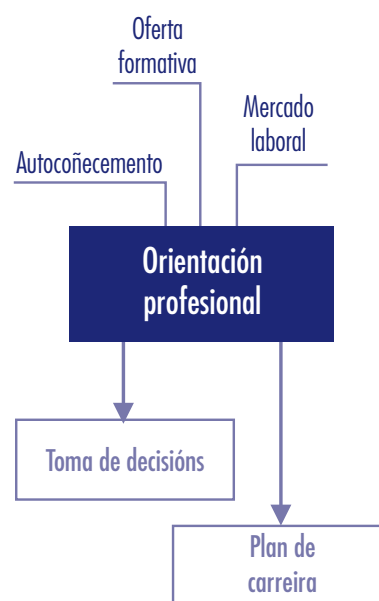 Oferta
formativa
Mercado
laboral
Autocoñecemento
Orientación
profesional
Toma de decisións
Plan de
carreira